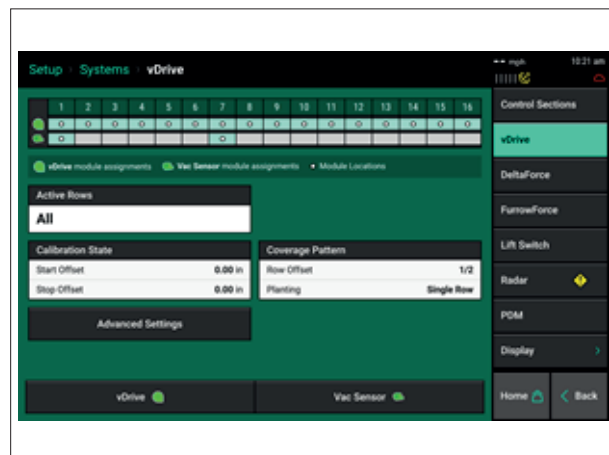 Setup Systems vDrive
-- mph 10:21 am
1 2 3 4 5 6 7 8 9 10 11 12 13 14 15 16
vDrive module assignments Vac Sensor module assignments • Module Locations
Active Rows
All
Calibration State
Start Offset 0.00 in
Stop Offset 0.00 in
Coverage Pattern
Row Offset 1/2
Planting Single Row
Advanced Settings
vDrive
Vac Sensor
Control Sections
vDrive
DeltaForce
FurrowForce
Lift Switch
Radar
PDM
Display >
Home
< Back